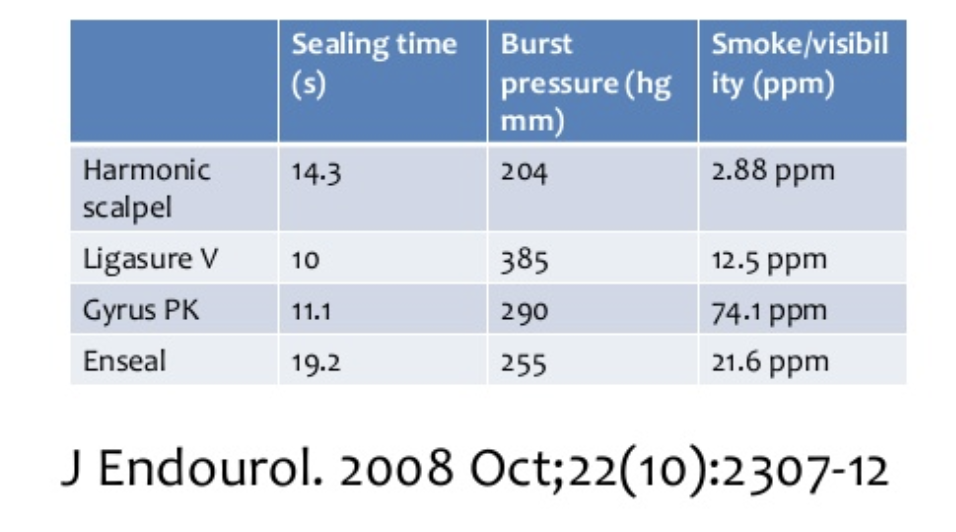 Sealing time (s)
Burst pressure (hg mm)
Smoke/visibil ity (ppm)
Harmonic scalpel 14.3 204 2.88 ppm
Ligasure V 10 385 12.5 ppm
Gyrus PK 11.1 290 74.1 ppm
Enseal 19.2 255 21.6 ppm
J Endourol. 2008 Oct;22(10):2307-12